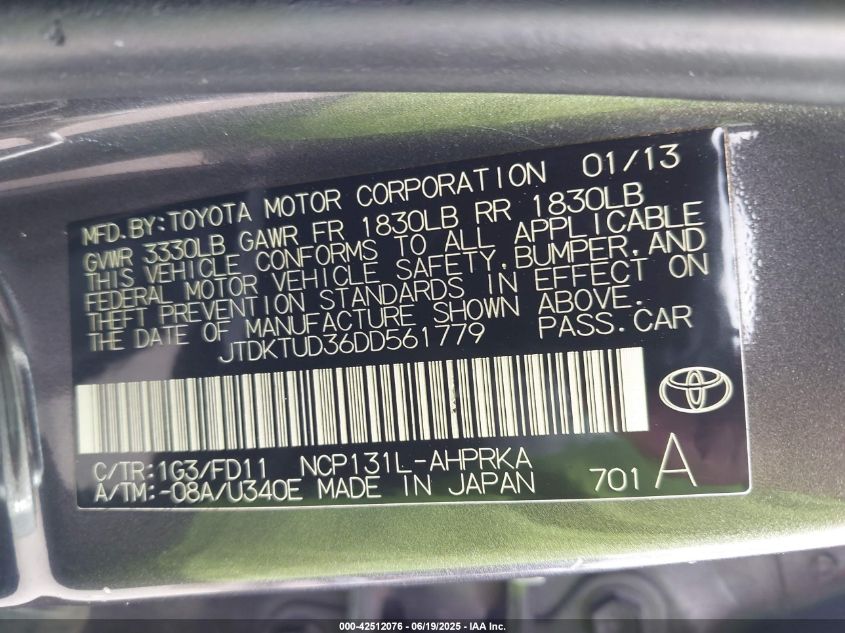 MFD.BY:TOYOTA MOTOR CORPORATION 01/13
GVWR 3330LB GAWR FR 1830LB RR 1830LB
THIS VEHICLE CONFORMS TO ALL APPLICABLE
FEDERAL MOTOR VEHICLE SAFETY,BUMPER,AND
THEFT PREVENTION STANDARDS IN EFFECT ON
THE DATE OF MANUFACTURE SHOWN ABOVE.
JTDKTUD36DD561779 PASS.CAR
C/TR:1G3/FD11 NCP131L-AHPRKA
A/TM:-08A/U340E MADE IN JAPAN 701 A
000-42512076 - 06/19/2025 - IAA Inc.